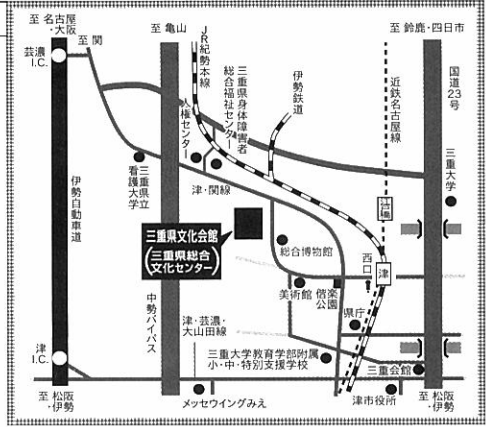 至 名古屋
・大阪
至 関
至 亀山
JR紀勢本線
三重県身体障害者
総合福祉センター
人権センター
伊勢鉄道
至 鈴鹿・四日市
近鉄名古屋線
国道23号
芸濃
I.C.
三重県立
看護大学
津・関線
三重大学
江戸橋
伊勢自動車道
三重県文化会館
(三重県総合
文化センター)
総合博物館
西口
津
美術館
偕楽
公園
県庁
中勢バイパス
津・芸濃・
大山田線
三重大学教育学部附属
小・中・特別支援学校
三重会館
津
I.C.
至 松阪
・伊勢
メッセウイングみえ
津市役所
至 松阪
・伊勢